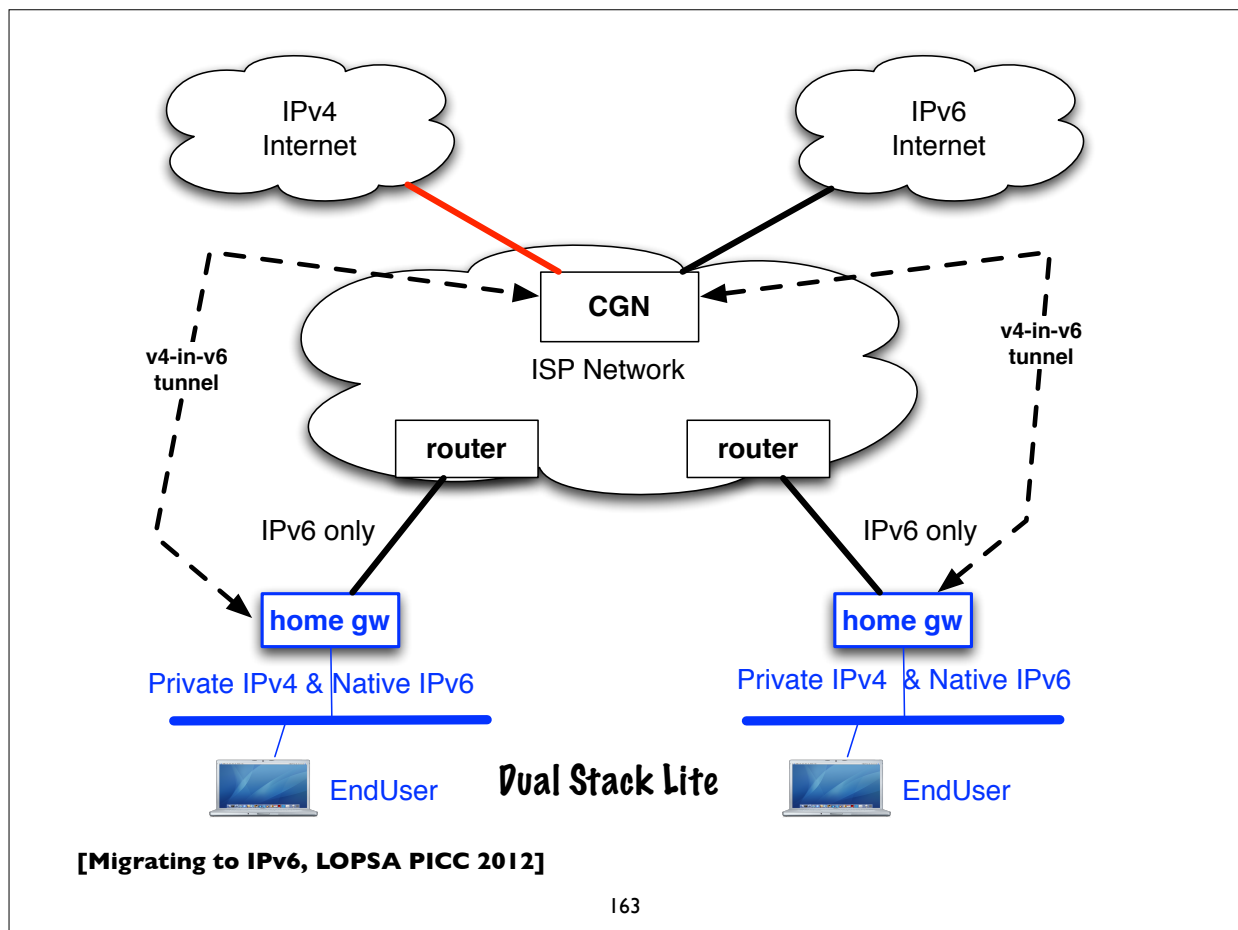 IPv4
Internet
IPv6
Internet
CGN
ISP Network
v4-in-v6
tunnel
v4-in-v6
tunnel
router
router
IPv6 only
IPv6 only
home gw
home gw
Private IPv4 & Native IPv6
Private IPv4 & Native IPv6
EndUser
Dual Stack Lite
EndUser
[Migrating to IPv6, LOPSA PICC 2012]
163